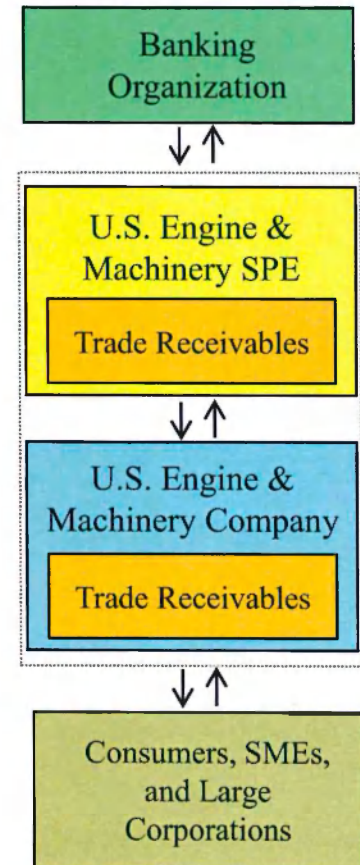 Banking
Organization
U.S. Engine &
Machinery SPE
Trade Receivables
U.S. Engine &
Machinery Company
Trade Receivables
Consumers, SMEs,
and Large
Corporations